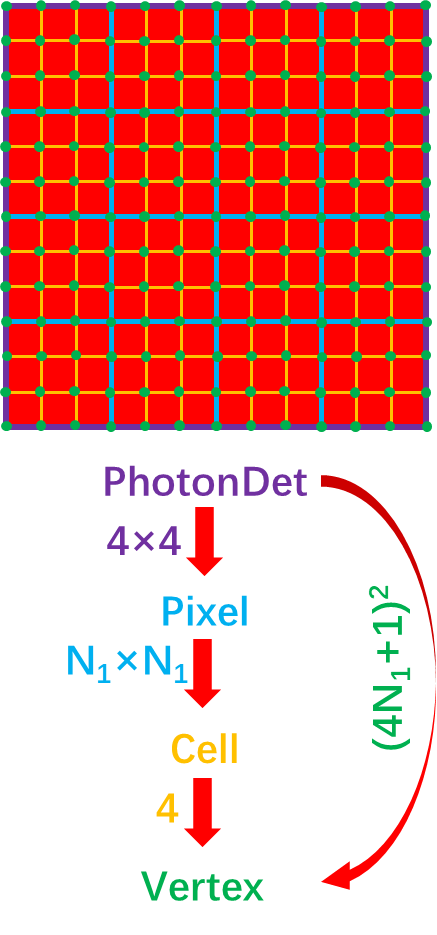 PhotonDet
4×4
Pixel
N₁×N₁
Cell
4
Vertex
(4N₁+1)²